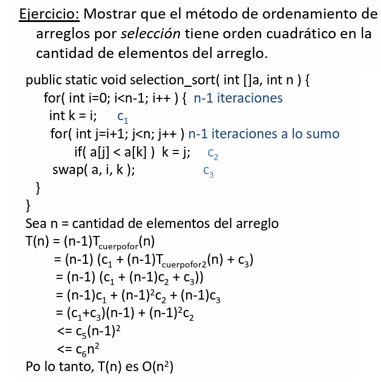 Ejercicio: Mostrar que el método de ordenamiento de
arreglos por selección tiene orden cuadrático en la
cantidad de elementos del arreglo.
public static void selection_sort( int []a, int n ) {
for( int i=0; i<n-1; i++ ) { n-1 iteraciones
int k = i; c1
for( int j=i+1; j<n; j++ ) n-1 iteraciones a lo sumo
if( a[j] < a[k] ) k = j; c2
swap( a, i, k ); c3
}
}
Sea n = cantidad de elementos del arreglo
T(n) = (n-1)Tcuerpofor(n)
= (n-1) (c1 + (n-1)Tcuerpofor2(n) + c3)
= (n-1) (c1 + (n-1)c2 + c3))
= (n-1)c1 + (n-1)²c2 + (n-1)c3
= (c1+c3)(n-1) + (n-1)²c2
<= c5(n-1)²
<= c6n²
Po lo tanto, T(n) es O(n²)